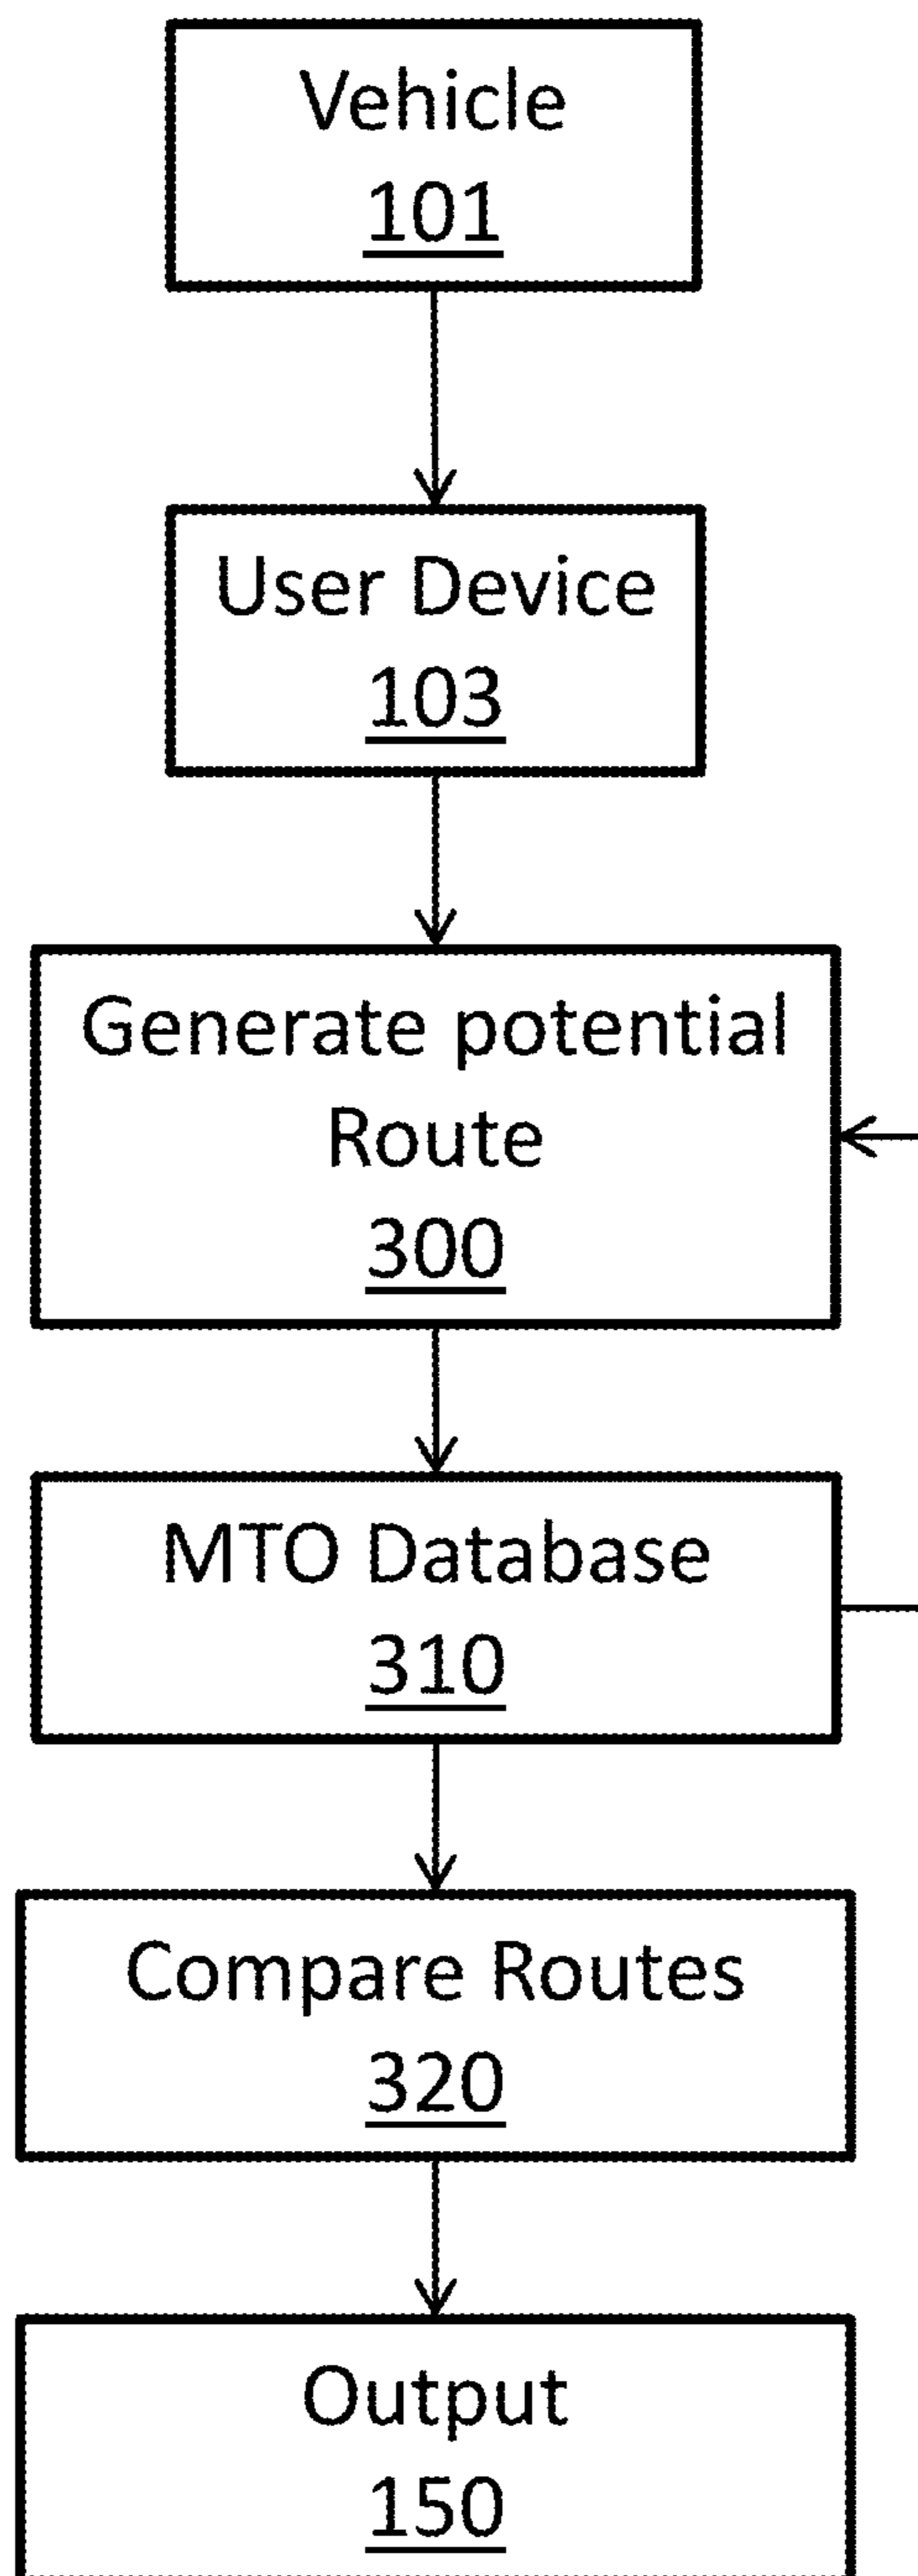 Vehicle
101
User Device
103
Generate potential
Route
300
MTO Database
310
Compare Routes
320
Output
150